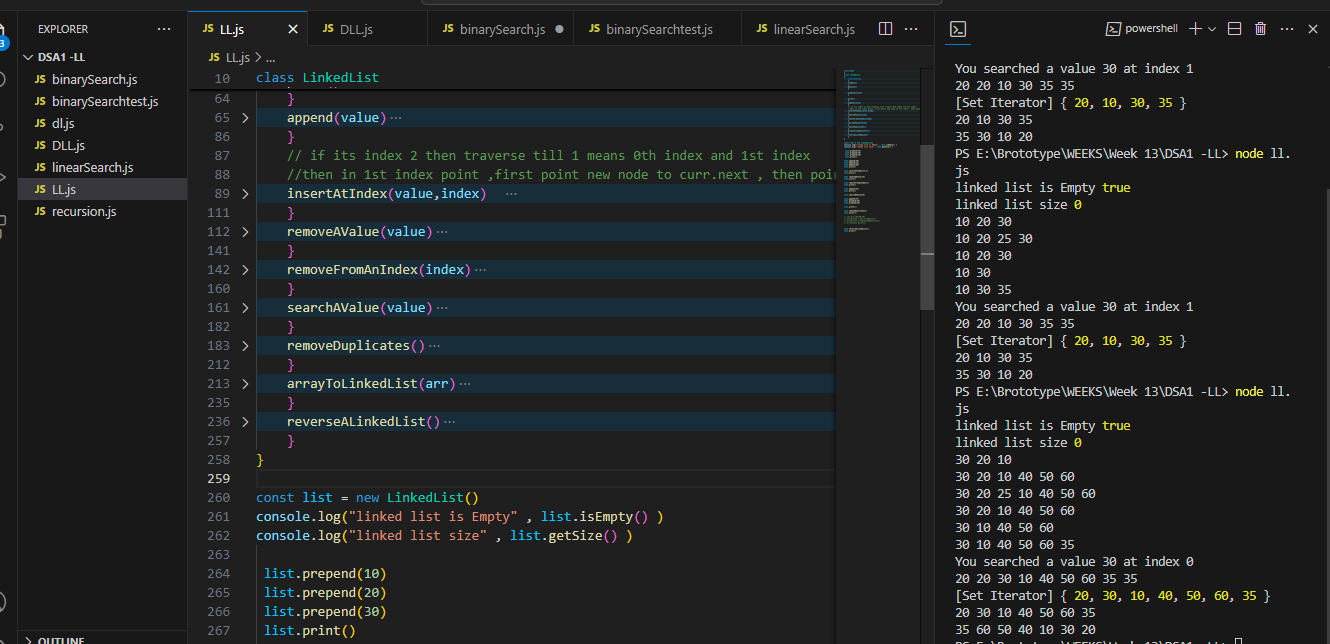 EXPLORER
DSA1 -LL
JS binarySearch.js
JS binarySearchtest.js
JS dl.js
JS DLL.js
JS linearSearch.js
JS LL.js
JS recursion.js
OUTLINE
3
JS LL.js
JS DLL.js
JS binarySearch.js
JS binarySearchtest.js
JS linearSearch.js
JS LL.js > ...
10 class LinkedList
64 }
65 append(value) ...
86 }
87 // if its index 2 then traverse till 1 means 0th index and 1st index
88 //then in 1st index point ,first point new node to curr.next , then poi
89 insertAtIndex(value,index) ...
111 }
112 removeAValue(value) ...
141 }
142 removeFromAnIndex(index) ...
160 }
161 searchAValue(value) ...
182 }
183 removeDuplicates() ...
212 }
213 arrayToLinkedList(arr) ...
235 }
236 reverseALinkedList() ...
257 }
258 }
259
260 const list = new LinkedList()
261 console.log("linked list is Empty" , list.isEmpty() )
262 console.log("linked list size" , list.getSize() )
263
264 list.prepend(10)
265 list.prepend(20)
266 list.prepend(30)
267 list.print()
powershell
You searched a value 30 at index 1
20 20 10 30 35 35
[Set Iterator] { 20, 10, 30, 35 }
20 10 30 35
35 30 10 20
PS E:\Brototype\WEEKS\Week 13\DSA1 -LL> node ll.
js
linked list is Empty true
linked list size 0
10 20 30
10 20 25 30
10 20 30
10 30
10 30 35
You searched a value 30 at index 1
20 20 10 30 35 35
[Set Iterator] { 20, 10, 30, 35 }
20 10 30 35
35 30 10 20
PS E:\Brototype\WEEKS\Week 13\DSA1 -LL> node ll.
js
linked list is Empty true
linked list size 0
30 20 10
30 20 10 40 50 60
30 20 25 10 40 50 60
30 20 10 40 50 60
30 10 40 50 60
30 10 40 50 60 35
You searched a value 30 at index 0
20 20 30 10 40 50 60 35 35
[Set Iterator] { 20, 30, 10, 40, 50, 60, 35 }
20 30 10 40 50 60 35
35 60 50 40 10 30 20
PS E:\Brototype\WEEKS\Week 13\DSA1 -LL>